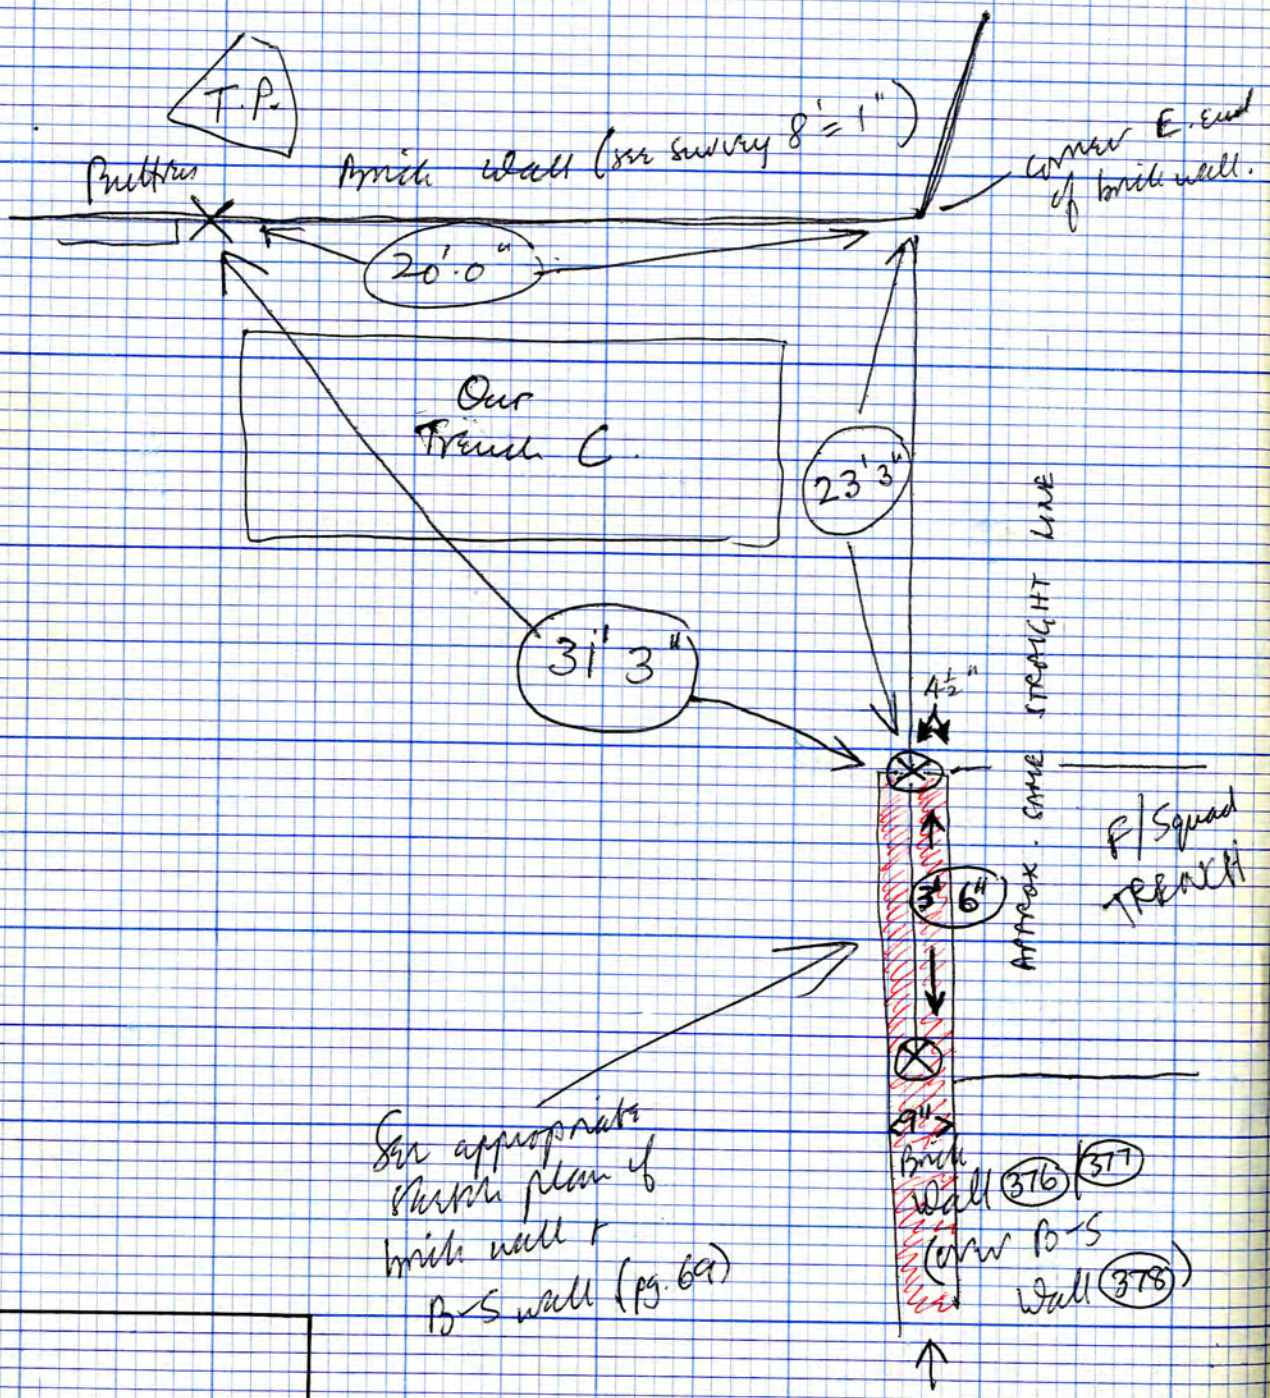 T.P.
Buttress
Brick Wall (see survey 8' = 1")
corner E. end
of brick wall.
20'.0"
Our
Trench C.
23'3"
31' 3"
4½"
APPROX. SAME STRAIGHT LINE
F/Squad
TRENCH
3' 6"
9"
Brick
Wall 376/377
(over B-S
Wall 378)
See appropriate
sketch plan of
brick wall +
B-S wall (pg. 69)